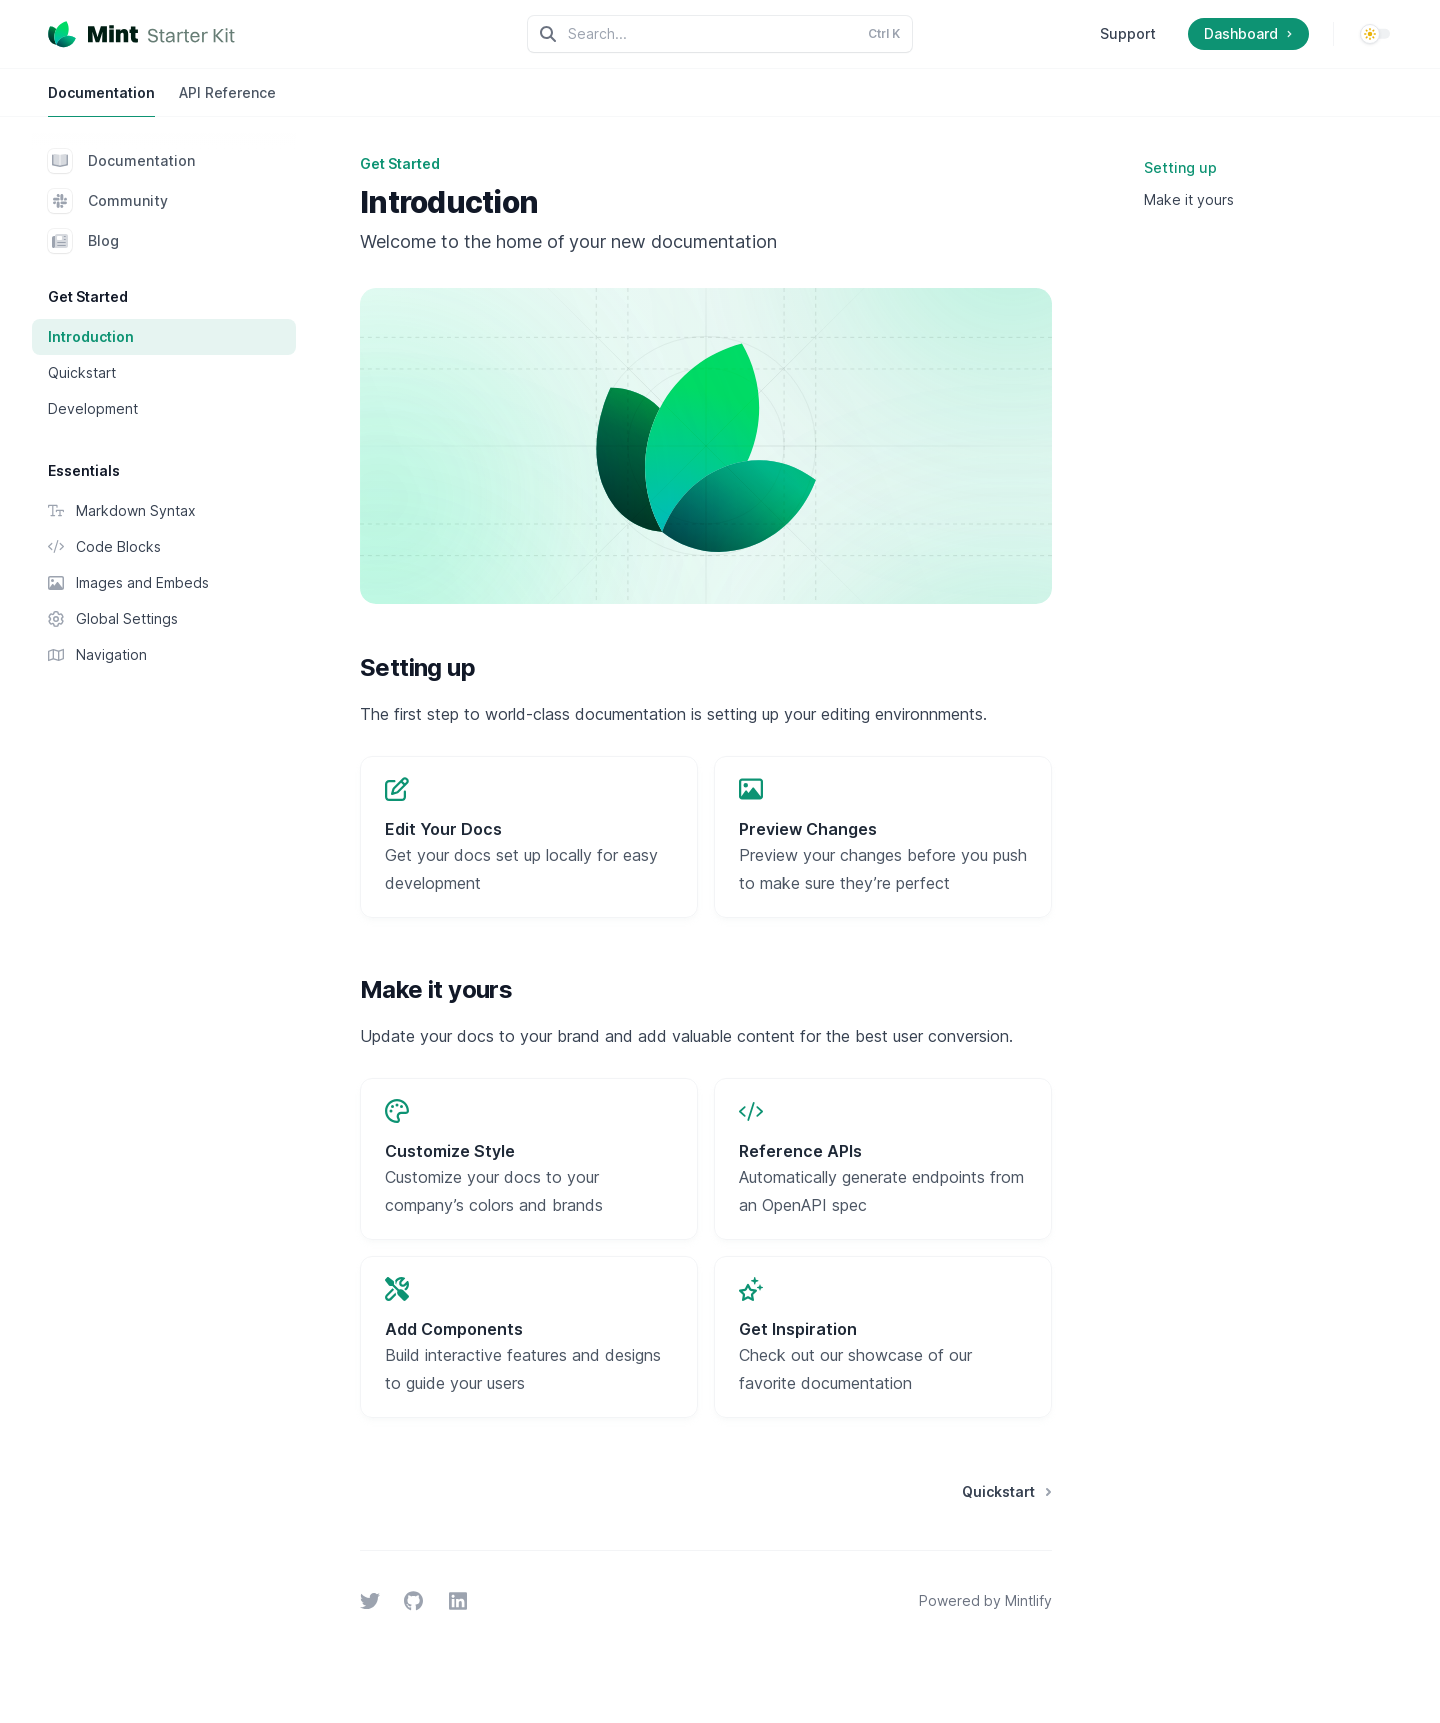 Mint Starter Kit
Search...
Ctrl K
Support
Dashboard
Documentation
API Reference
Documentation
Community
Blog
Get Started
Introduction
Quickstart
Development
Essentials
Markdown Syntax
Code Blocks
Images and Embeds
Global Settings
Navigation
Get Started
Introduction
Welcome to the home of your new documentation
Setting up
The first step to world-class documentation is setting up your editing environnments.
Edit Your Docs
Get your docs set up locally for easy
development
Preview Changes
Preview your changes before you push
to make sure they’re perfect
Make it yours
Update your docs to your brand and add valuable content for the best user conversion.
Customize Style
Customize your docs to your
company’s colors and brands
Reference APIs
Automatically generate endpoints from
an OpenAPI spec
Add Components
Build interactive features and designs
to guide your users
Get Inspiration
Check out our showcase of our
favorite documentation
Quickstart
Powered by Mintlify
Setting up
Make it yours